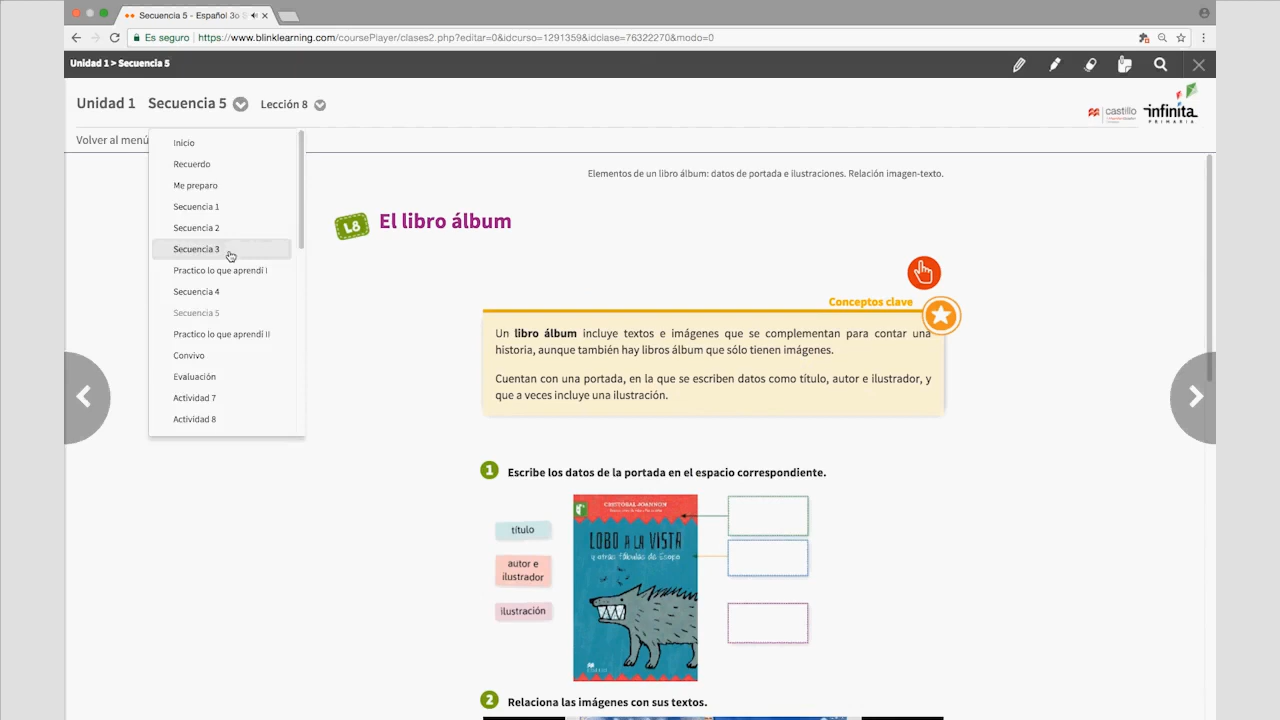 Secuencia 5 - Español 3o
Es seguro
https://www.blinklearning.com/coursePlayer/clases2.php?editar=0&idcurso=1291359&idclase=76322270&modo=0
Unidad 1 > Secuencia 5
Unidad 1 Secuencia 5 Lección 8
castillo
infinita
PRIMARIA
Volver al menú
Inicio
Recuerdo
Me preparo
Secuencia 1
Secuencia 2
Secuencia 3
Practico lo que aprendí I
Secuencia 4
Secuencia 5
Practico lo que aprendí II
Convivo
Evaluación
Actividad 7
Actividad 8
Elementos de un libro álbum: datos de portada e ilustraciones. Relación imagen-texto.
L8 El libro álbum
Conceptos clave
Un libro álbum incluye textos e imágenes que se complementan para contar una
historia, aunque también hay libros álbum que sólo tienen imágenes.
Cuentan con una portada, en la que se escriben datos como título, autor e ilustrador, y
que a veces incluye una ilustración.
1 Escribe los datos de la portada en el espacio correspondiente.
título
autor e
ilustrador
ilustración
CRISTÓBAL JOANNON
LOBO A LA VISTA
y otras fábulas de Esopo
2 Relaciona las imágenes con sus textos.